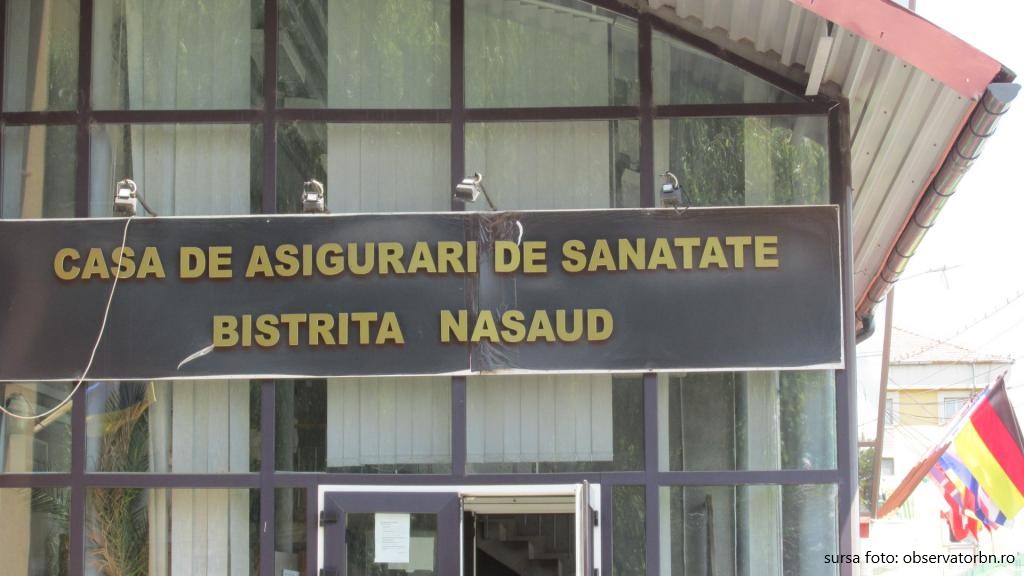 CASA DE ASIGURARI DE SANATATE
BISTRITA NASAUD
sursa foto: observatorbn.ro